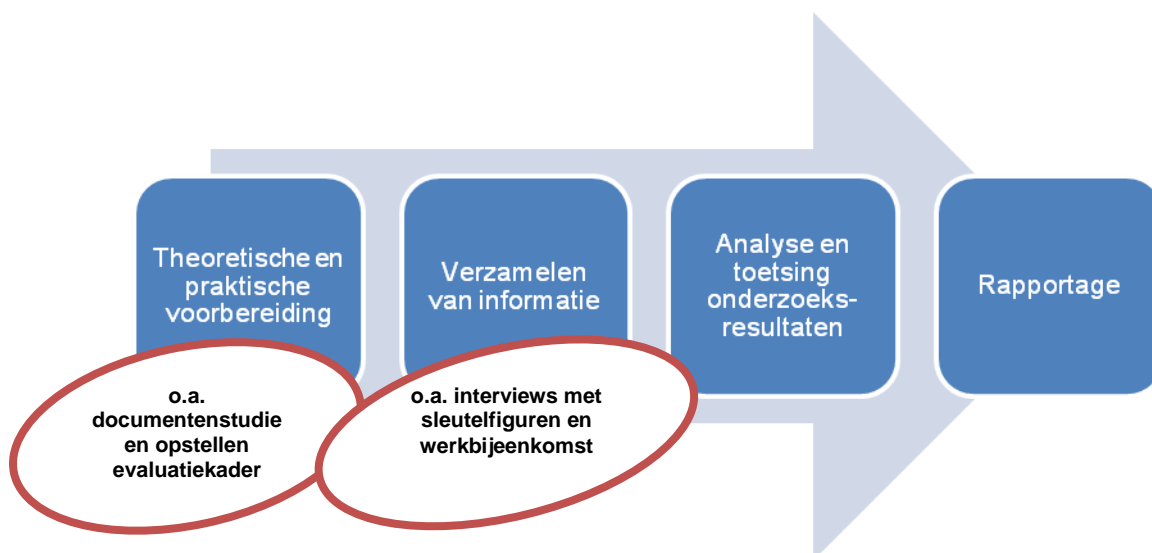 Theoretische en
praktische
voorbereiding
o.a.
documentenstudie
en opstellen
evaluatiekader
Verzamelen
van informatie
o.a. interviews met
sleutelfiguren en
werkbijeenkomst
Analyse en
toetsing
onderzoeks-
resultaten
Rapportage